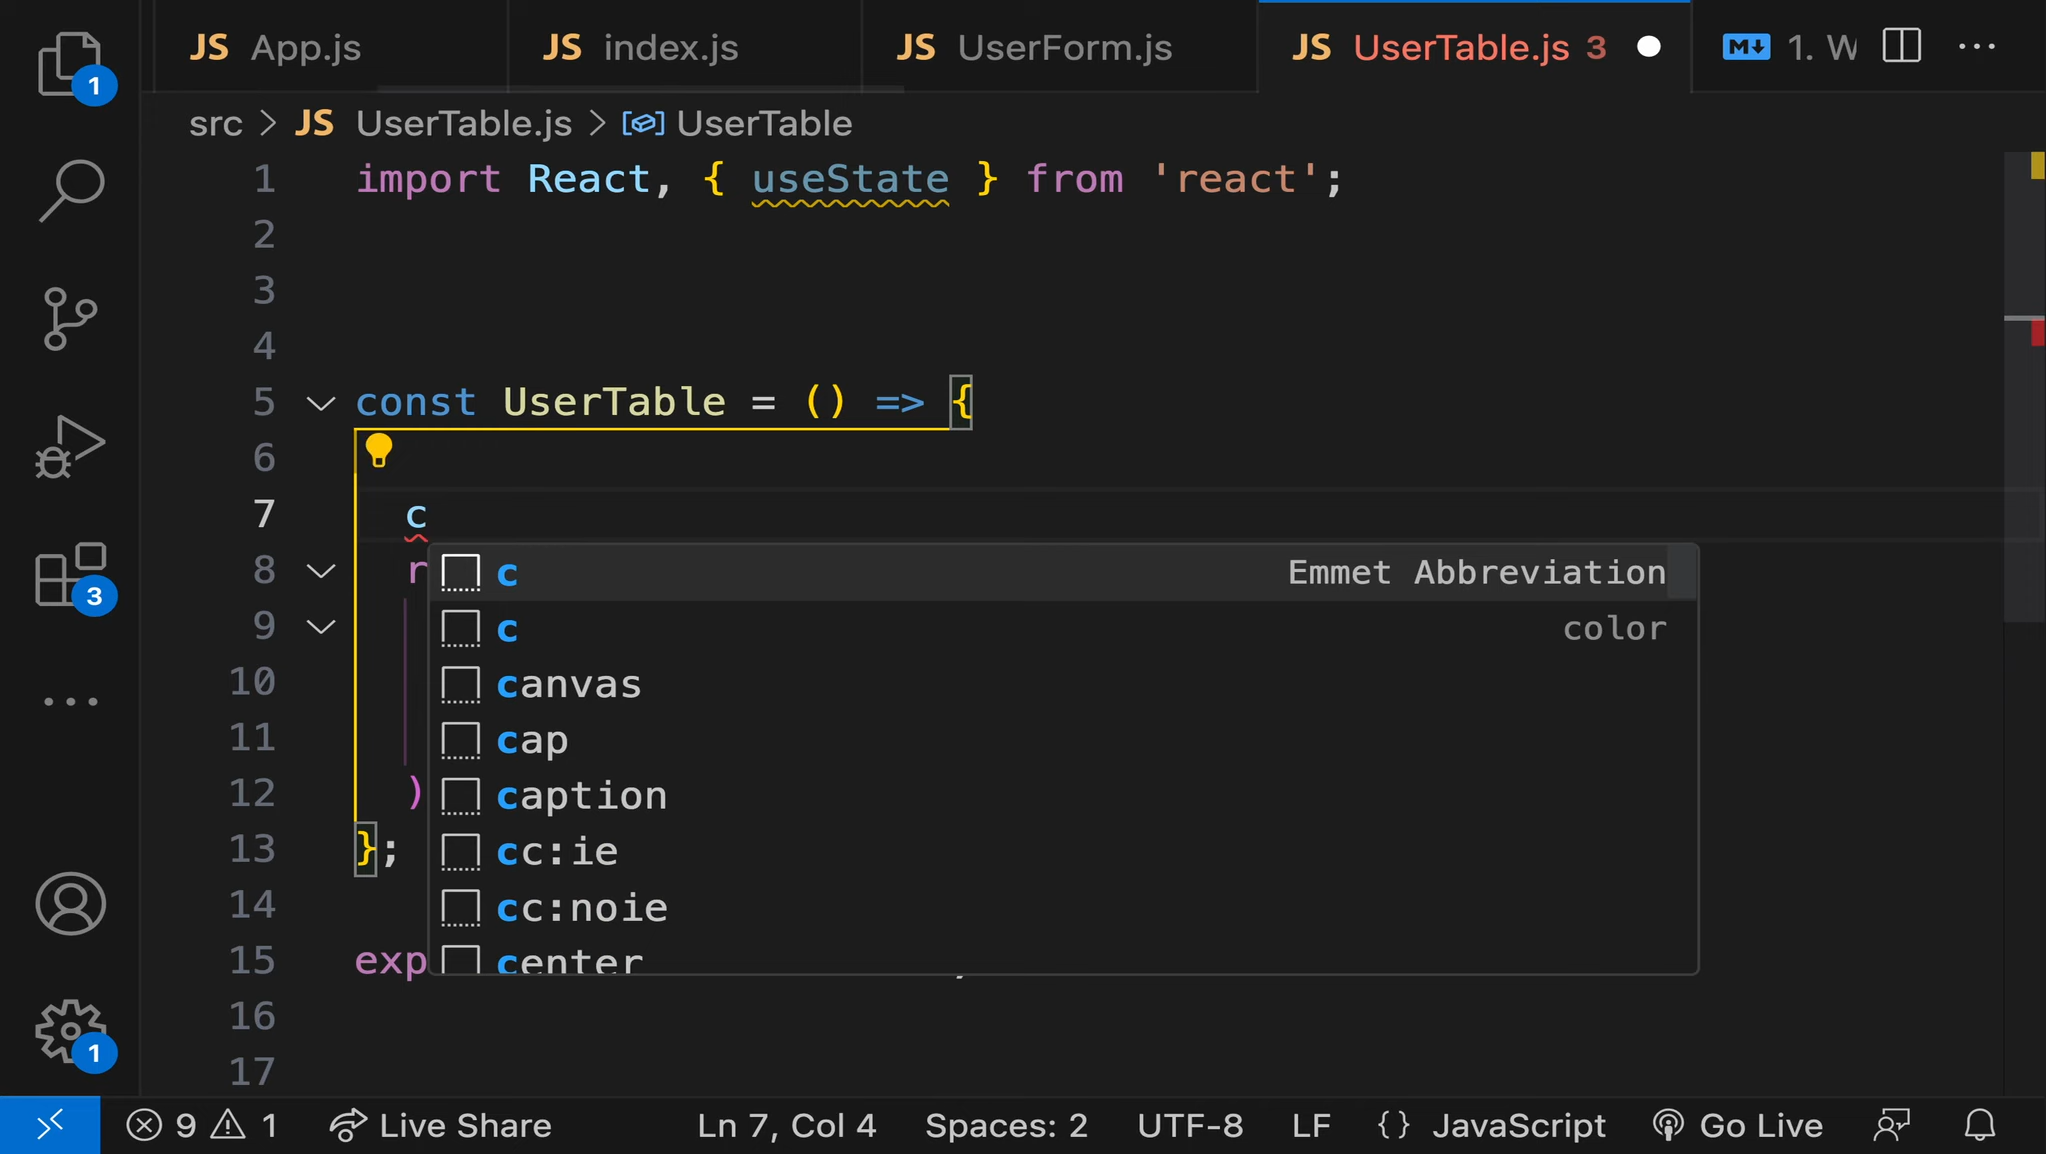 JS App.js JS index.js JS UserForm.js JS UserTable.js 3 M 1. W ...
src > JS UserTable.js > UserTable
1 import React, { useState } from 'react';
2
3
4
5 const UserTable = () => {
6
7 c
8 r
9
10
11
12 )
13 };
14
15 exp
16
17
c Emmet Abbreviation
c color
canvas
cap
caption
cc:ie
cc:noie
center
1
3
1
9 1 Live Share Ln 7, Col 4 Spaces: 2 UTF-8 LF {} JavaScript Go Live